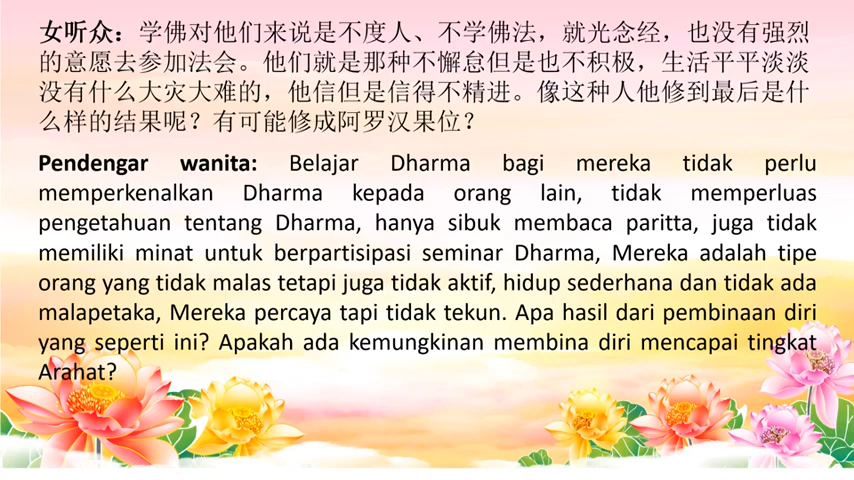 女听众：学佛对他们来说是不度人、不学佛法，就光念经，也没有强烈
的意愿去参加法会。他们就是那种不懈怠但是也不积极，生活平平淡淡
没有什么大灾大难的，他信但是信得不精进。像这种人他修到最后是什
么样的结果呢？有可能修成阿罗汉果位？
Pendengar wanita: Belajar Dharma bagi mereka tidak perlu
memperkenalkan Dharma kepada orang lain, tidak memperluas
pengetahuan tentang Dharma, hanya sibuk membaca paritta, juga tidak
memiliki minat untuk berpartisipasi seminar Dharma, Mereka adalah tipe
orang yang tidak malas tetapi juga tidak aktif, hidup sederhana dan tidak ada
malapetaka, Mereka percaya tapi tidak tekun. Apa hasil dari pembinaan diri
yang seperti ini? Apakah ada kemungkinan membina diri mencapai tingkat
Arahat?